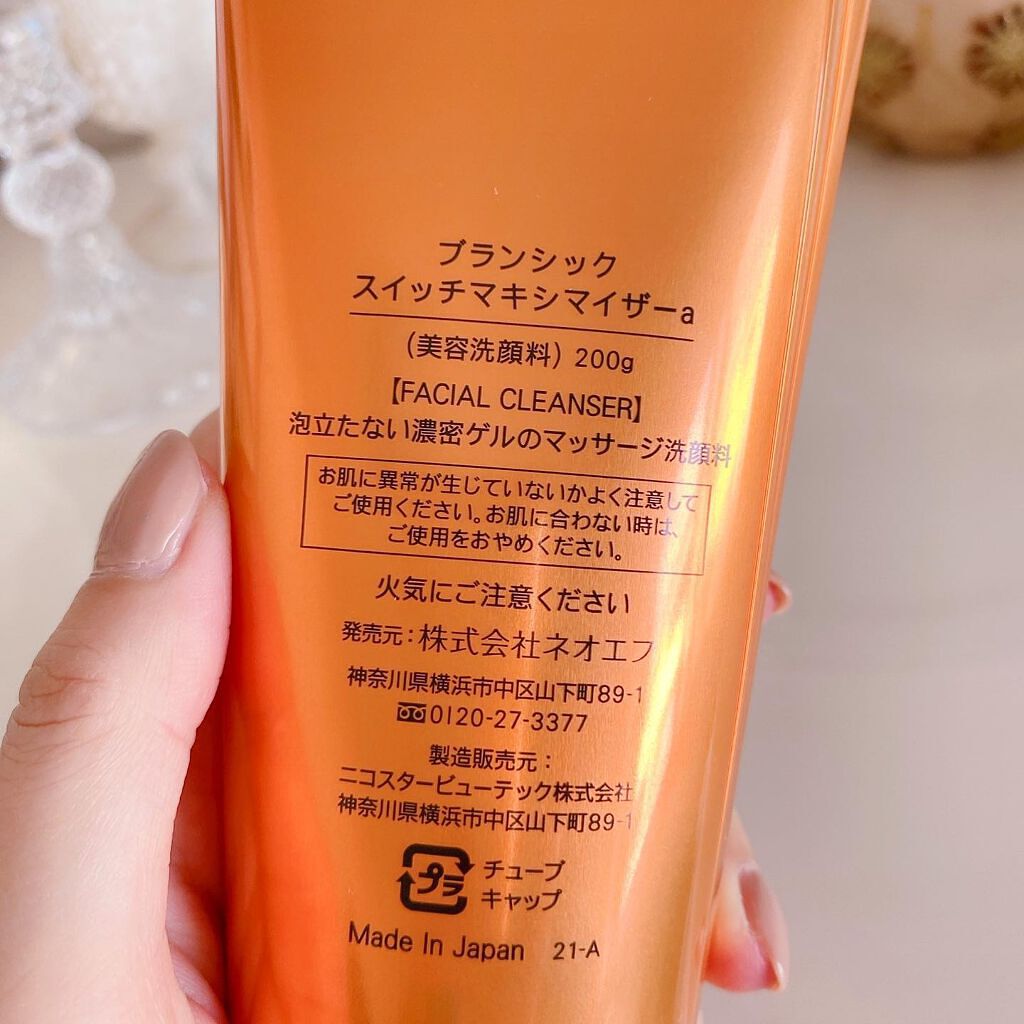 ブランシック
スイッチマキシマイザーa
(美容洗顔料) 200g
【FACIAL CLEANSER】
泡立たない濃密ゲルのマッサージ洗顔料
お肌に異常が生じていないかよく注意して
ご使用ください。お肌に合わない時は、
ご使用をおやめください。
火気にご注意ください
発売元:株式会社ネオエフ
神奈川県横浜市中区山下町89-1
0120-27-3377
製造販売元:
ニコスタービューテック株式会社
神奈川県横浜市中区山下町89-1
プラ チューブ
キャップ
Made In Japan 21-A